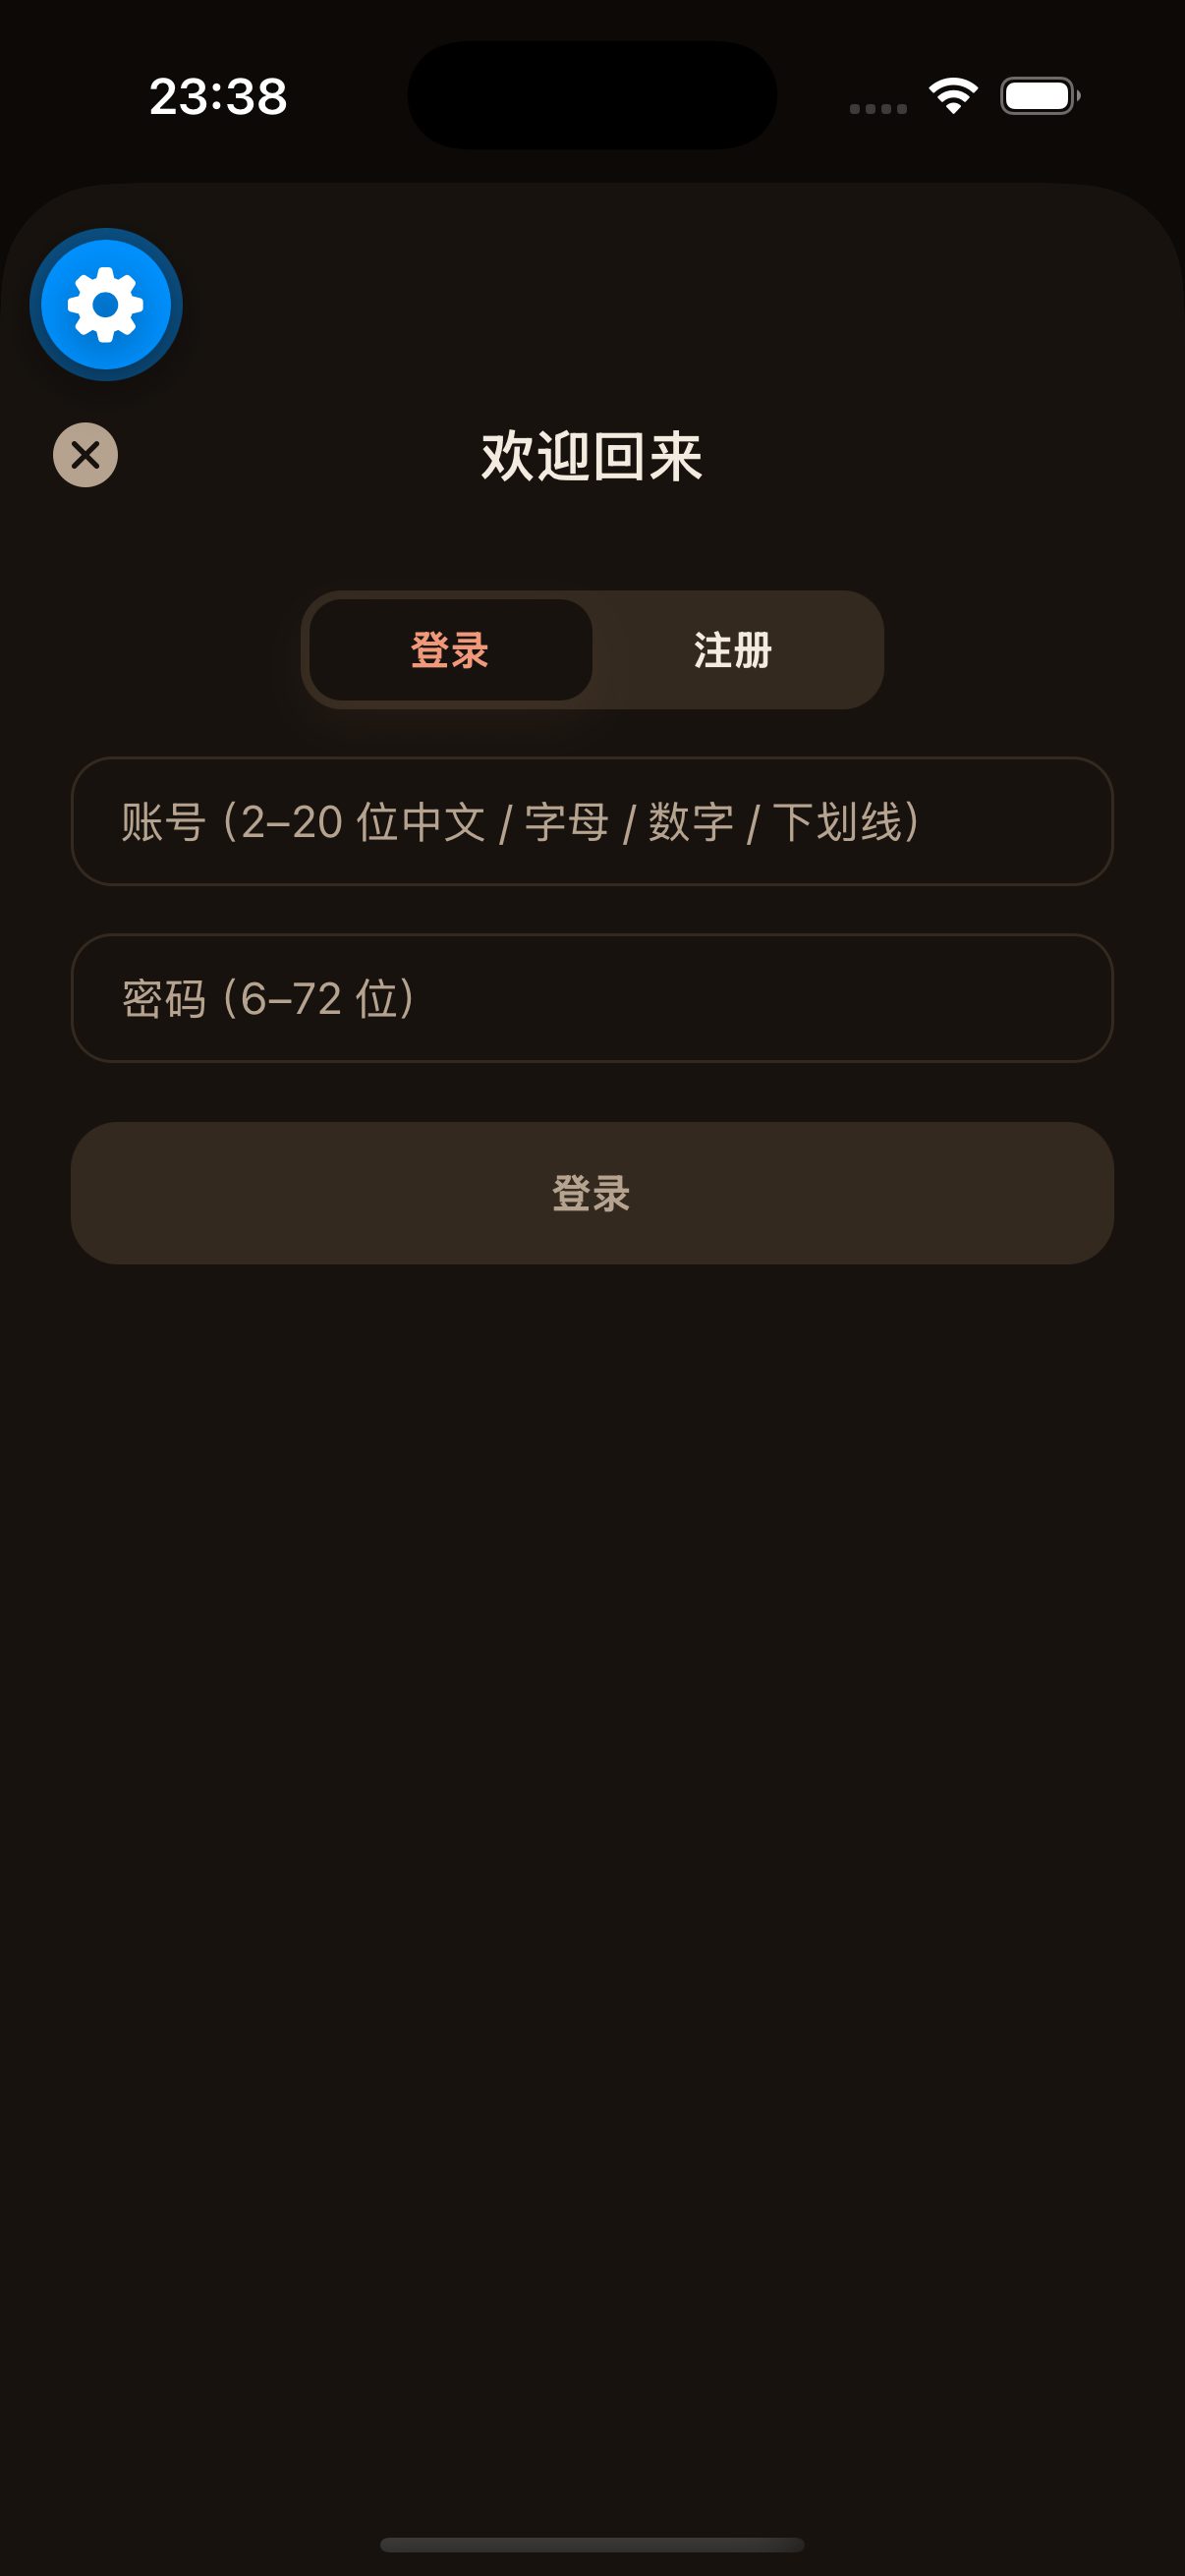 23:38
欢迎回来
登录 注册
账号 (2–20 位中文 / 字母 / 数字 / 下划线)
密码 (6–72 位)
登录